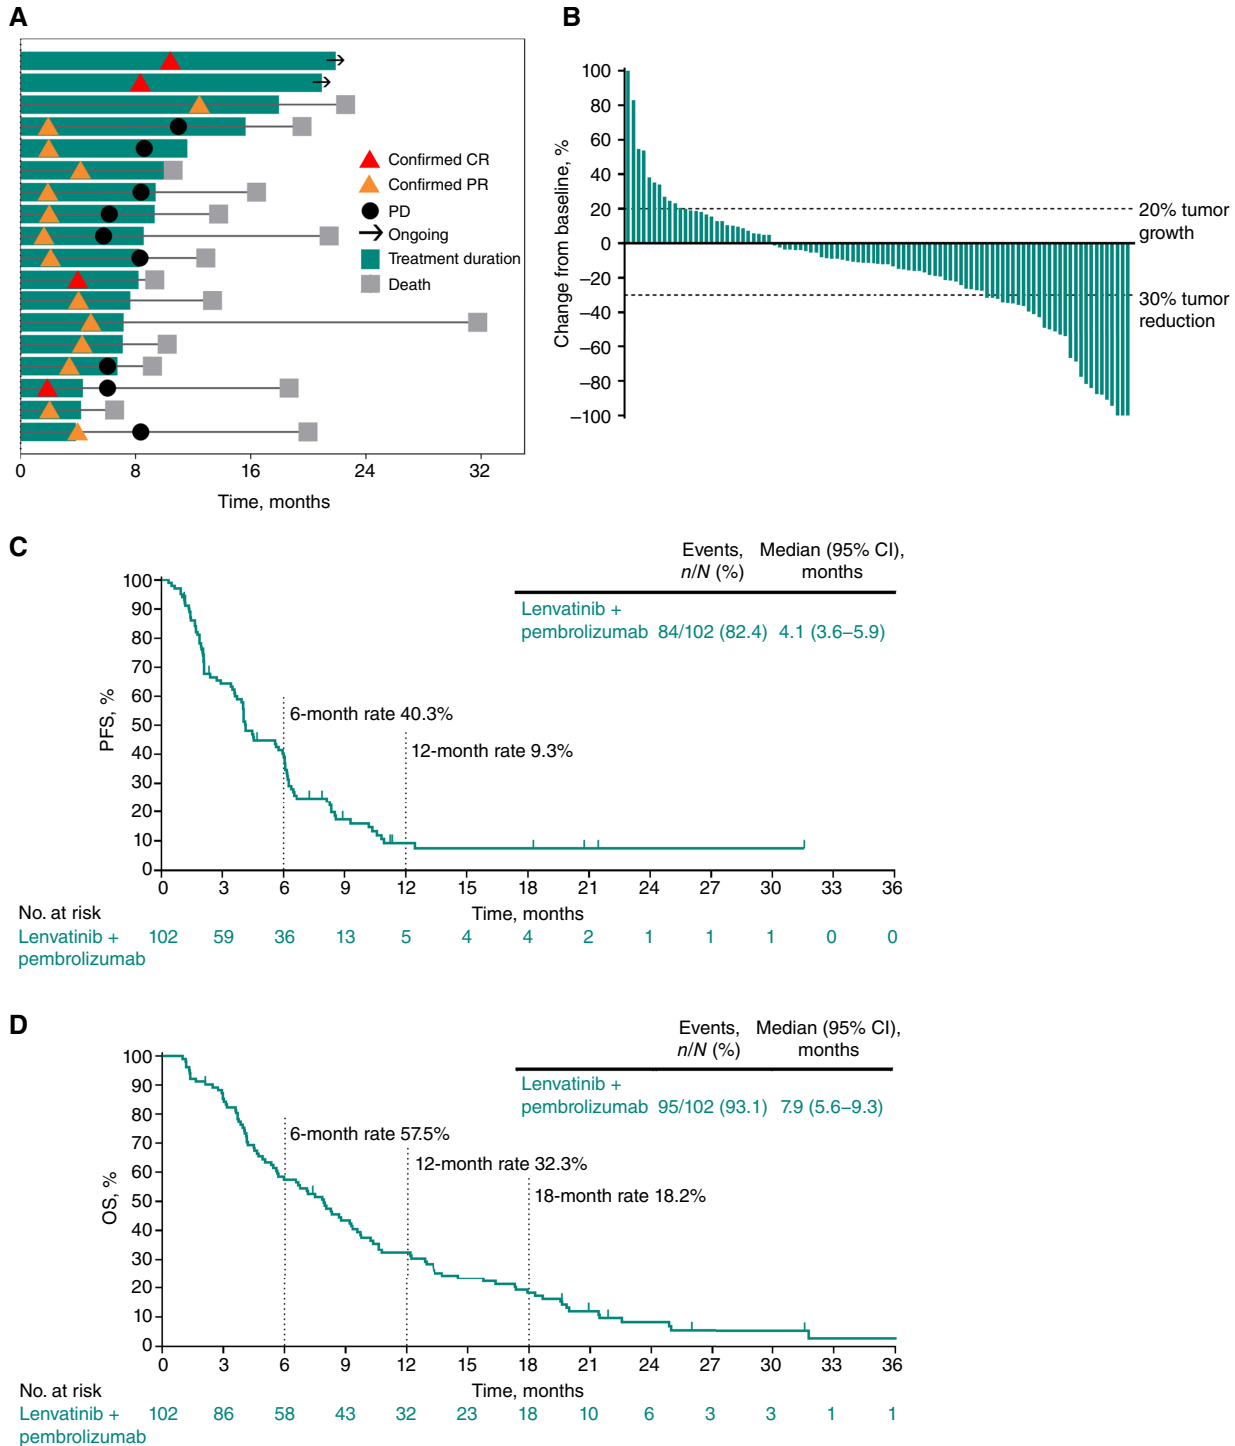 A
Confirmed CR
Confirmed PR
PD
Ongoing
Treatment duration
Death
0 8 16 24 32
Time, months
B
Change from baseline, %
100
80
60
40
20
0
–20
–40
–60
–80
–100
20% tumor
growth
30% tumor
reduction
C
Events, Median (95% CI),
n/N (%) months
Lenvatinib +
pembrolizumab 84/102 (82.4) 4.1 (3.6–5.9)
PFS, %
100
90
80
70
60
50
40
30
20
10
0
6-month rate 40.3%
12-month rate 9.3%
0 3 6 9 12 15 18 21 24 27 30 33 36
No. at risk Time, months
Lenvatinib + 102 59 36 13 5 4 4 2 1 1 1 0 0
pembrolizumab
D
Events, Median (95% CI),
n/N (%) months
Lenvatinib +
pembrolizumab 95/102 (93.1) 7.9 (5.6–9.3)
OS, %
100
90
80
70
60
50
40
30
20
10
0
6-month rate 57.5%
12-month rate 32.3%
18-month rate 18.2%
0 3 6 9 12 15 18 21 24 27 30 33 36
No. at risk Time, months
Lenvatinib + 102 86 58 43 32 23 18 10 6 3 3 1 1
pembrolizumab